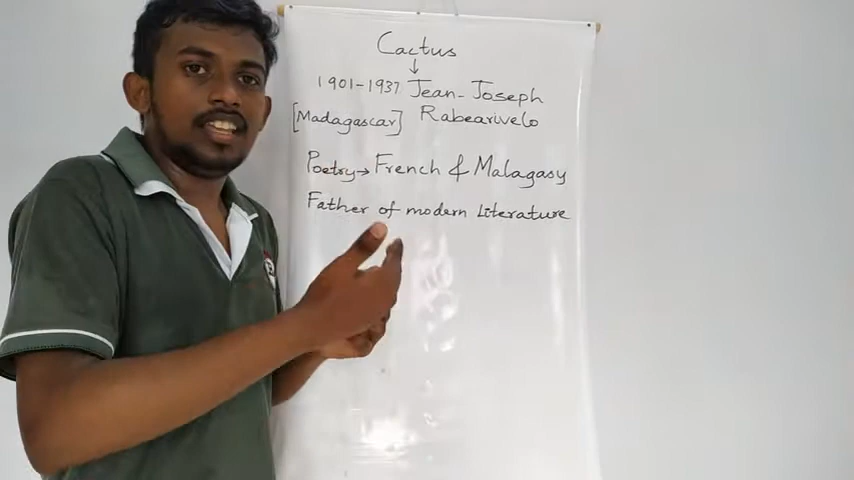 Cactus
↓
1901-1937 Jean-Joseph
[Madagascar] Rabearivelo
Poetry→French & Malagasy
Father of modern Literature